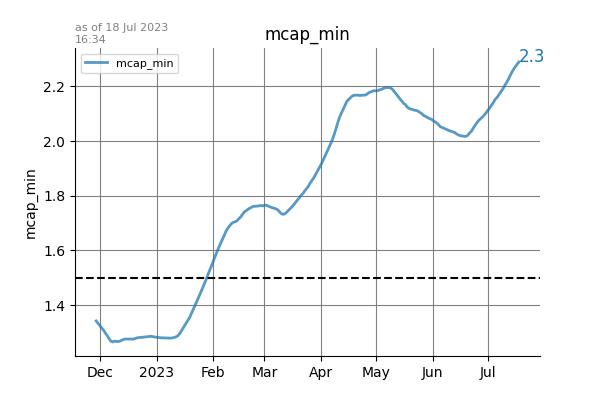 as of 18 Jul 2023
16:34
mcap_min
mcap_min
2.3
2.2
2.0
1.8
1.6
1.4
mcap_min
Dec 2023 Feb Mar Apr May Jun Jul